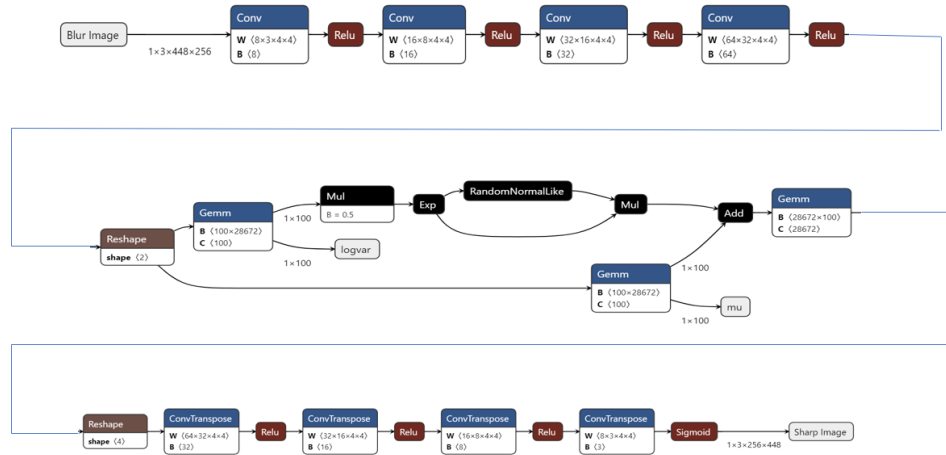 Blur Image
1×3×448×256
Conv
W ⟨8×3×4×4⟩
B ⟨8⟩
Relu
Conv
W ⟨16×8×4×4⟩
B ⟨16⟩
Relu
Conv
W ⟨32×16×4×4⟩
B ⟨32⟩
Relu
Conv
W ⟨64×32×4×4⟩
B ⟨64⟩
Relu
Reshape
shape ⟨2⟩
Gemm
B ⟨100×28672⟩
C ⟨100⟩
1×100
1×100
Mul
B = 0.5
logvar
Exp
RandomNormalLike
Mul
Gemm
B ⟨100×28672⟩
C ⟨100⟩
1×100
1×100
mu
Add
Gemm
B ⟨28672×100⟩
C ⟨28672⟩
Reshape
shape ⟨4⟩
ConvTranspose
W ⟨64×32×4×4⟩
B ⟨32⟩
Relu
ConvTranspose
W ⟨32×16×4×4⟩
B ⟨16⟩
Relu
ConvTranspose
W ⟨16×8×4×4⟩
B ⟨8⟩
Relu
ConvTranspose
W ⟨8×3×4×4⟩
B ⟨3⟩
Sigmoid
1×3×256×448
Sharp Image